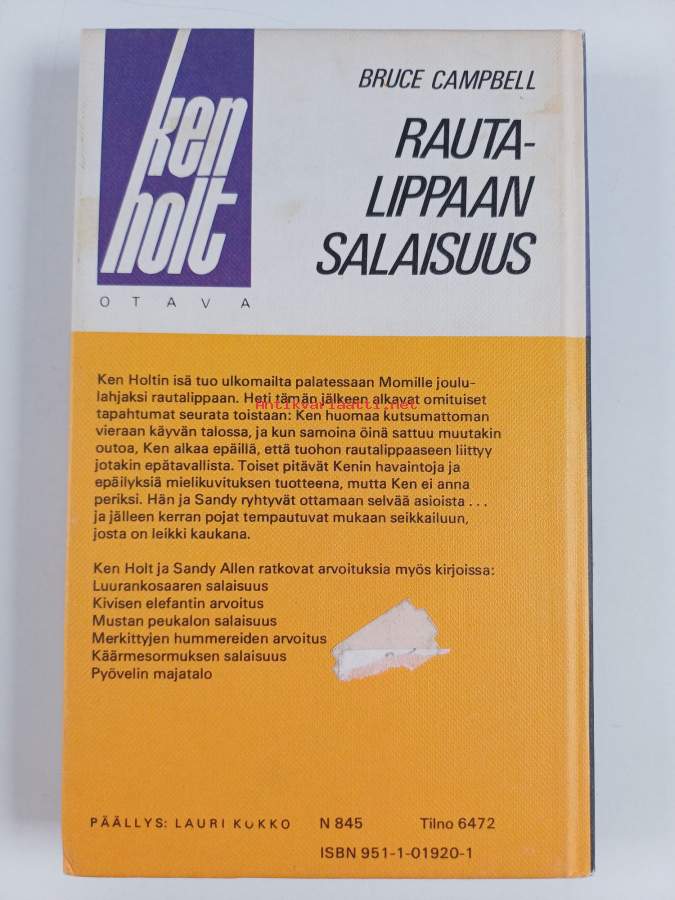 ken
holt
OTAVA
BRUCE CAMPBELL
RAUTA-
LIPPAAN
SALAISUUS
Ken Holtin isä tuo ulkomailta palatessaan Momille joulu-
lahjaksi rautalippaan. Heti tämän jälkeen alkavat omituiset
Antikvariaatti.net
tapahtumat seurata toistaan: Ken huomaa kutsumattoman
vieraan käyvän talossa, ja kun samoina öinä sattuu muutakin
outoa, Ken alkaa epäillä, että tuohon rautalippaaseen liittyy
jotakin epätavallista. Toiset pitävät Kenin havaintoja ja
epäilyksiä mielikuvituksen tuotteena, mutta Ken ei anna
periksi. Hän ja Sandy ryhtyvät ottamaan selvää asioista ...
ja jälleen kerran pojat tempautuvat mukaan seikkailuun,
josta on leikki kaukana.
Ken Holt ja Sandy Allen ratkovat arvoituksia myös kirjoissa:
Luurankosaaren salaisuus
Kivisen elefantin arvoitus
Mustan peukalon salaisuus
Merkittyjen hummereiden arvoitus
Käärmesormuksen salaisuus
Pyövelin majatalo
PÄÄLLYS: LAURI KUKKO N 845 Tilno 6472
ISBN 951-1-01920-1